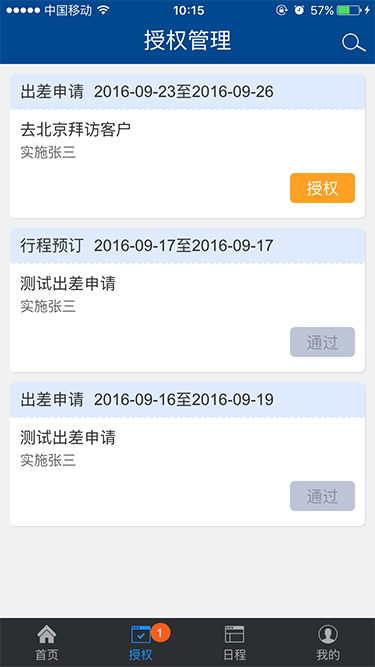 中国移动 10:15 57%
授权管理
出差申请 2016-09-23至2016-09-26
去北京拜访客户
实施张三
授权
行程预订 2016-09-17至2016-09-17
测试出差申请
实施张三
通过
出差申请 2016-09-16至2016-09-19
测试出差申请
实施张三
通过
1
首页 授权 日程 我的